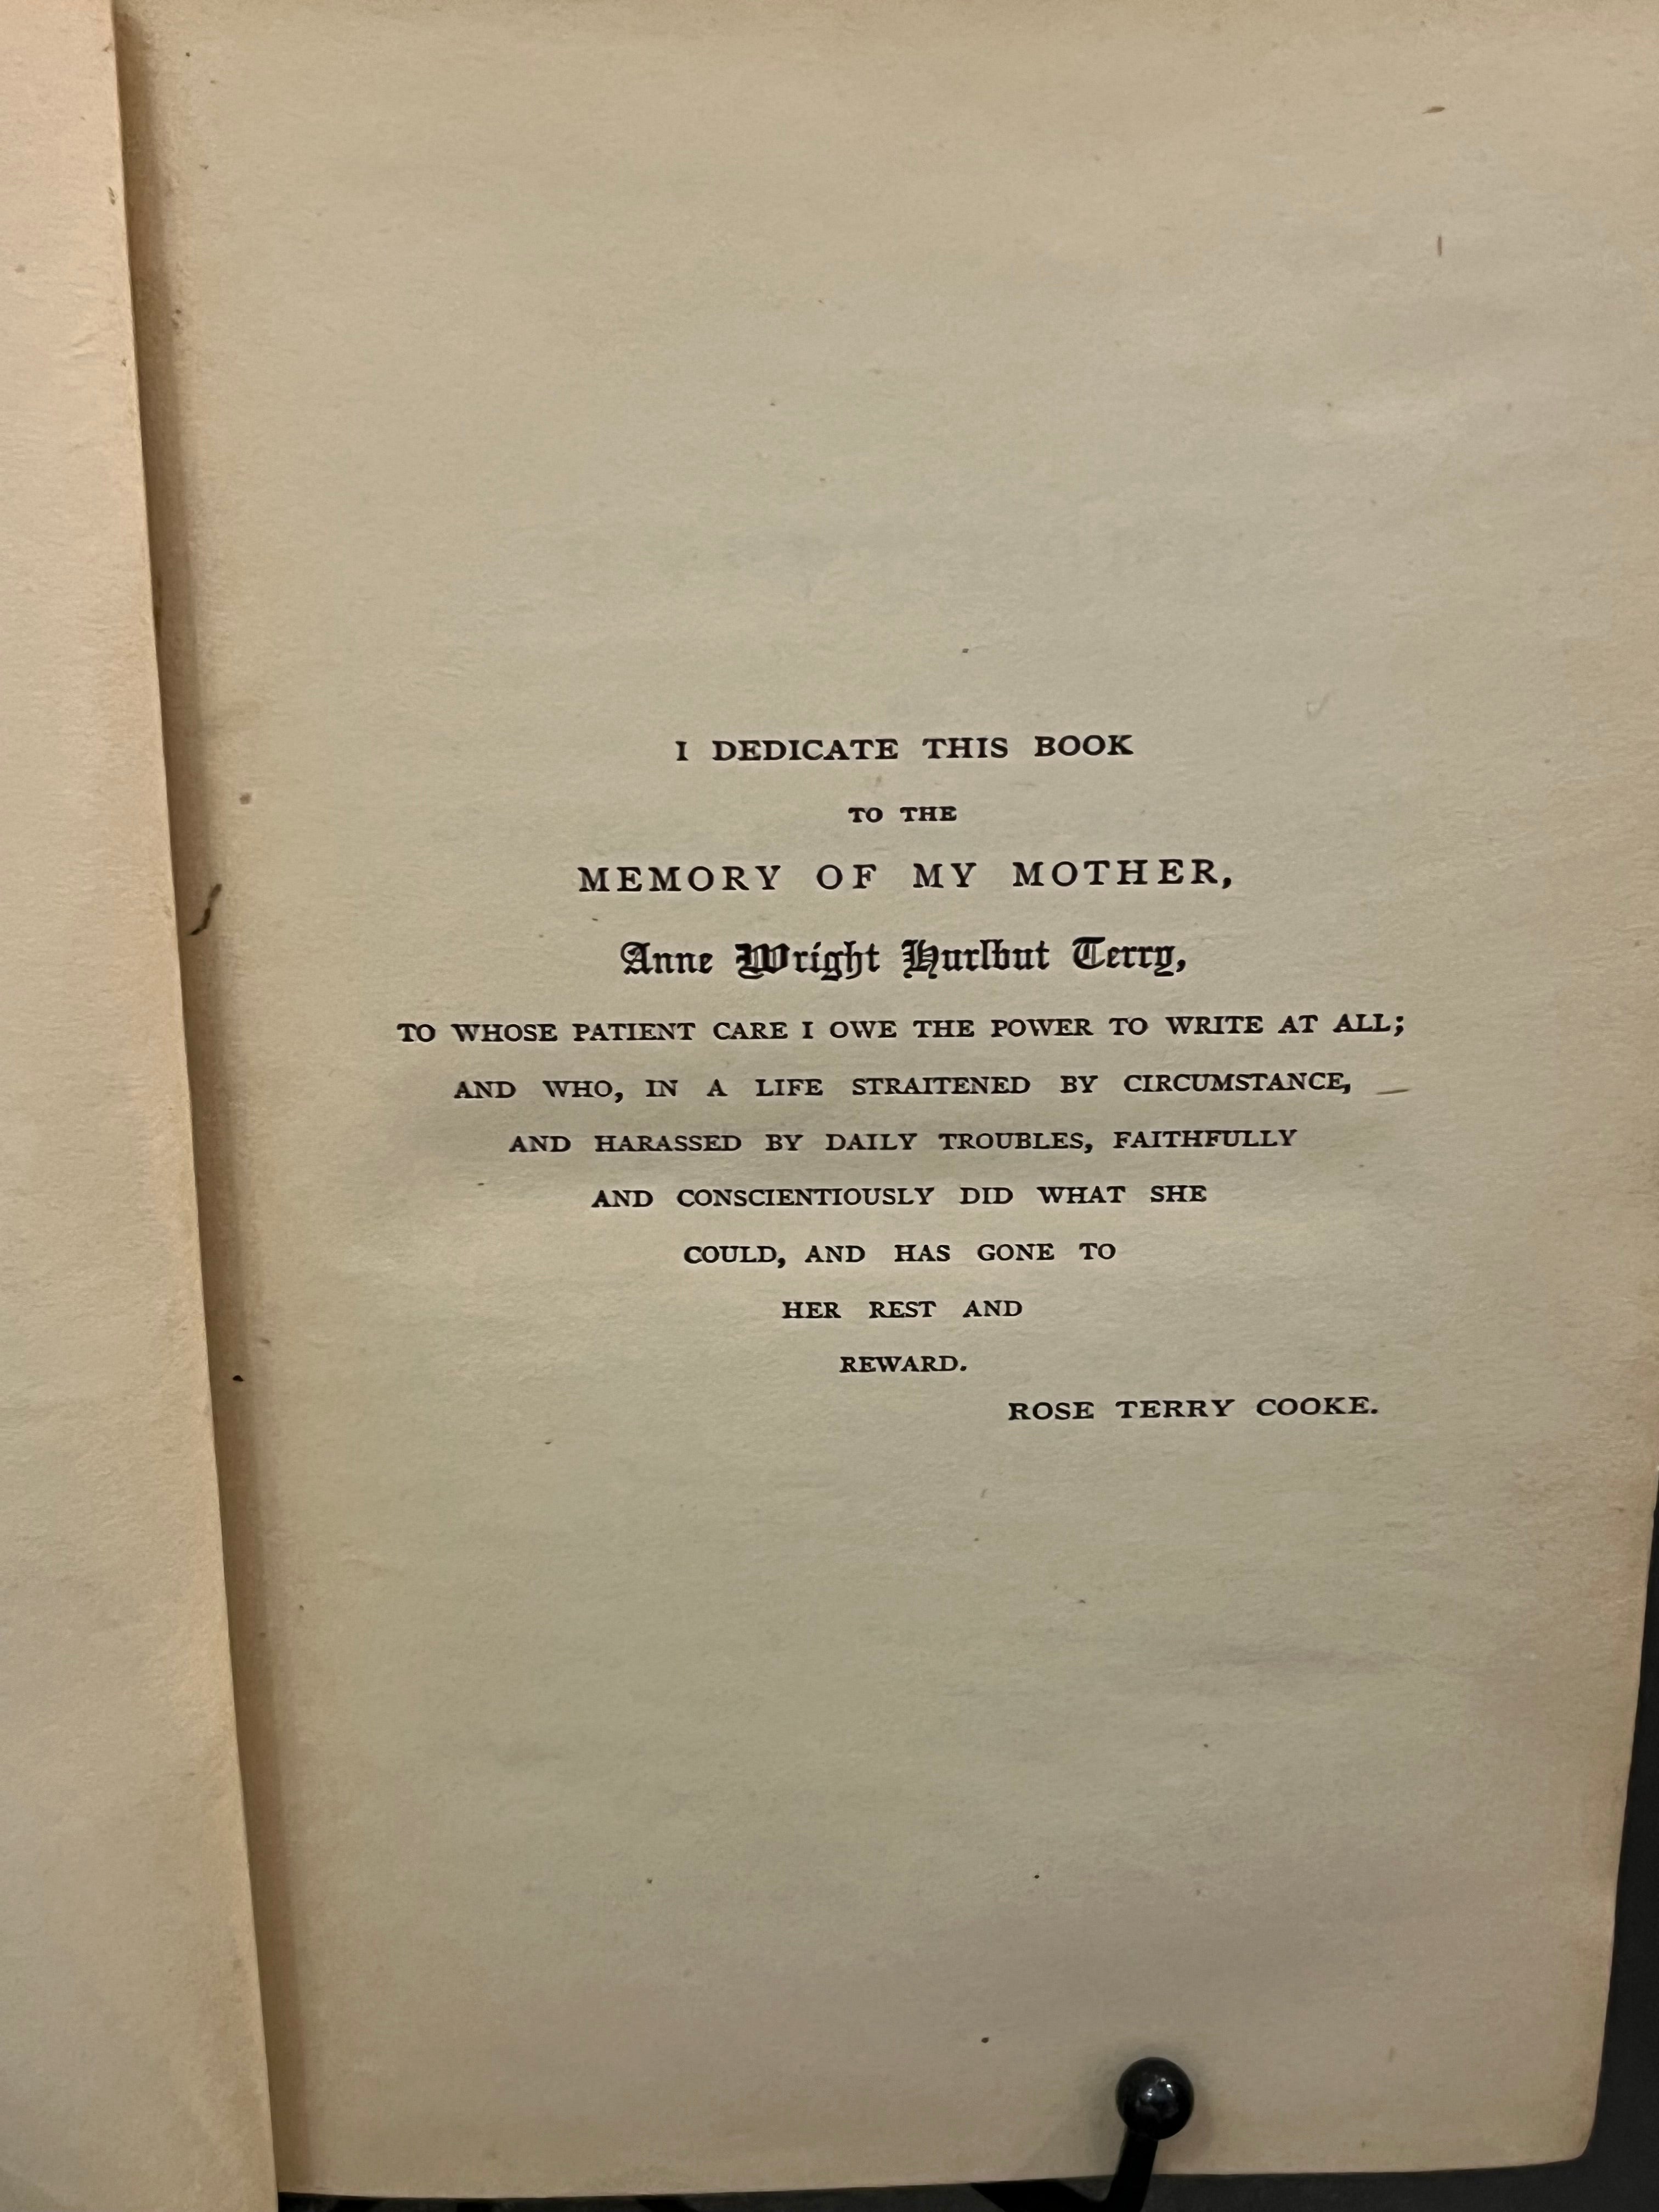 I DEDICATE THIS BOOK
TO THE
MEMORY OF MY MOTHER,
Anne Wright Hurlbut Terry,
TO WHOSE PATIENT CARE I OWE THE POWER TO WRITE AT ALL;
AND WHO, IN A LIFE STRAITENED BY CIRCUMSTANCE,
AND HARASSED BY DAILY TROUBLES, FAITHFULLY
AND CONSCIENTIOUSLY DID WHAT SHE
COULD, AND HAS GONE TO
HER REST AND
REWARD.
ROSE TERRY COOKE.